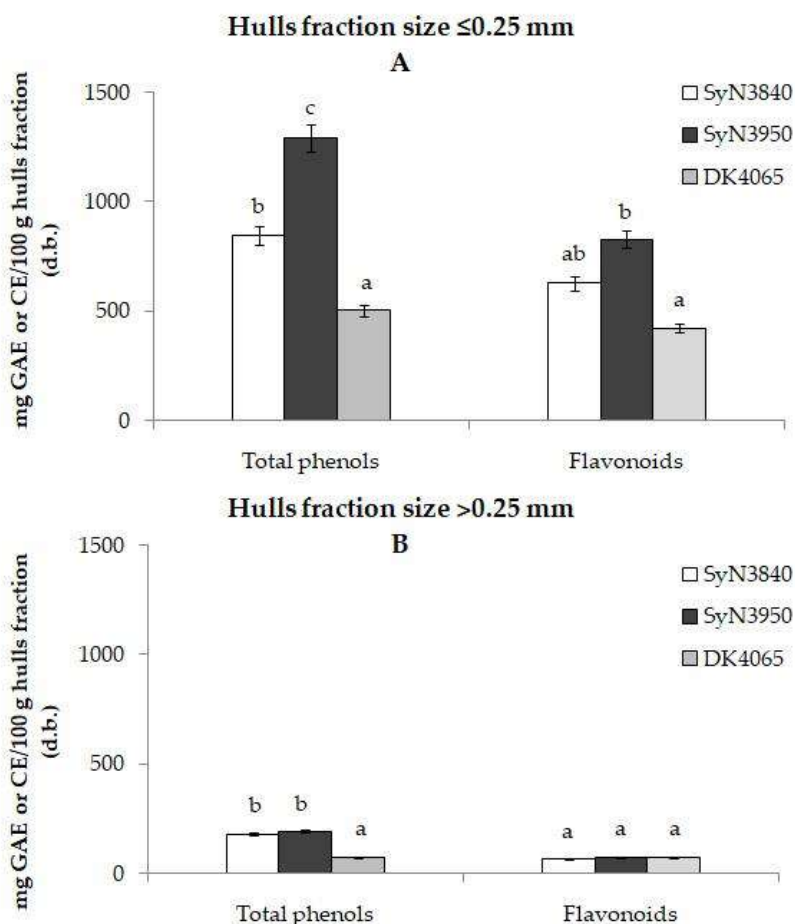 Hulls fraction size ≤0.25 mm
A
mg GAE or CE/100 g hulls fraction
(d.b.)
1500
1000
500
0
c
b
a
b
ab
a
SyN3840
SyN3950
DK4065
Total phenols
Flavonoids
Hulls fraction size >0.25 mm
B
mg GAE or CE/100 g hulls fraction
(d.b.)
1500
1000
500
0
b
b
a
a
a
a
SyN3840
SyN3950
DK4065
Total phenols
Flavonoids